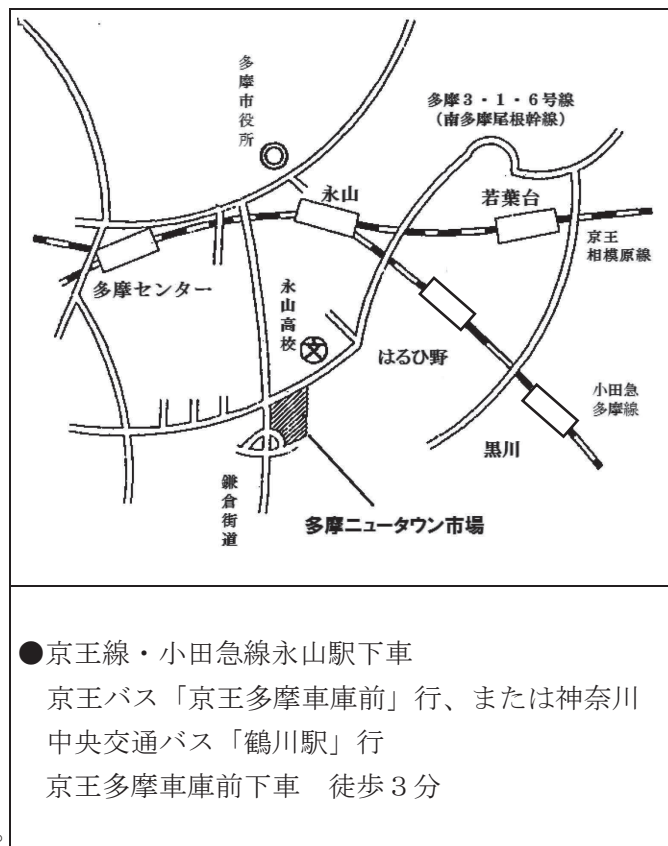 多摩市役所
多摩3・1・6号線
（南多摩尾根幹線）
永山
若葉台
京王
相模原線
多摩センター
永山高校
はるひ野
小田急
多摩線
黒川
鎌倉街道
多摩ニュータウン市場
●京王線・小田急線永山駅下車
京王バス「京王多摩車庫前」行、または神奈川
中央交通バス「鶴川駅」行
京王多摩車庫前下車　徒歩３分
。